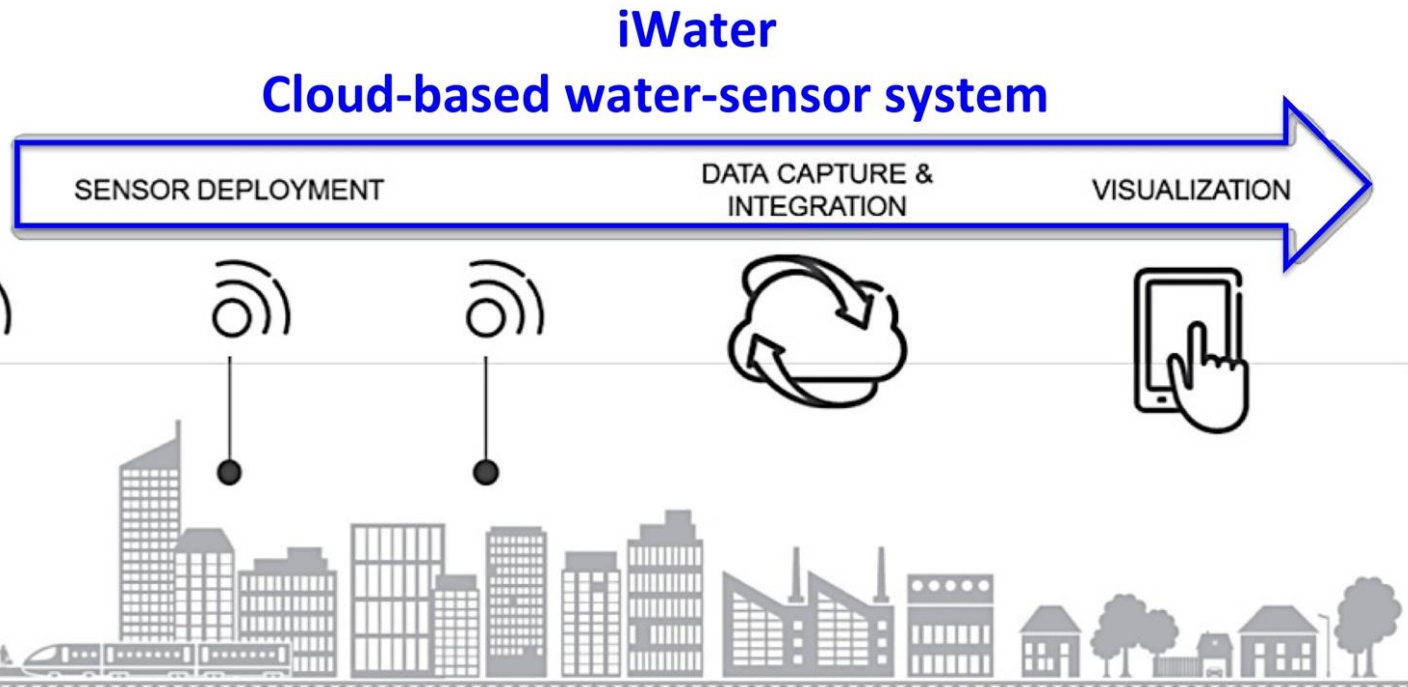 iWater
Cloud-based water-sensor system
SENSOR DEPLOYMENT
DATA CAPTURE &
INTEGRATION
VISUALIZATION